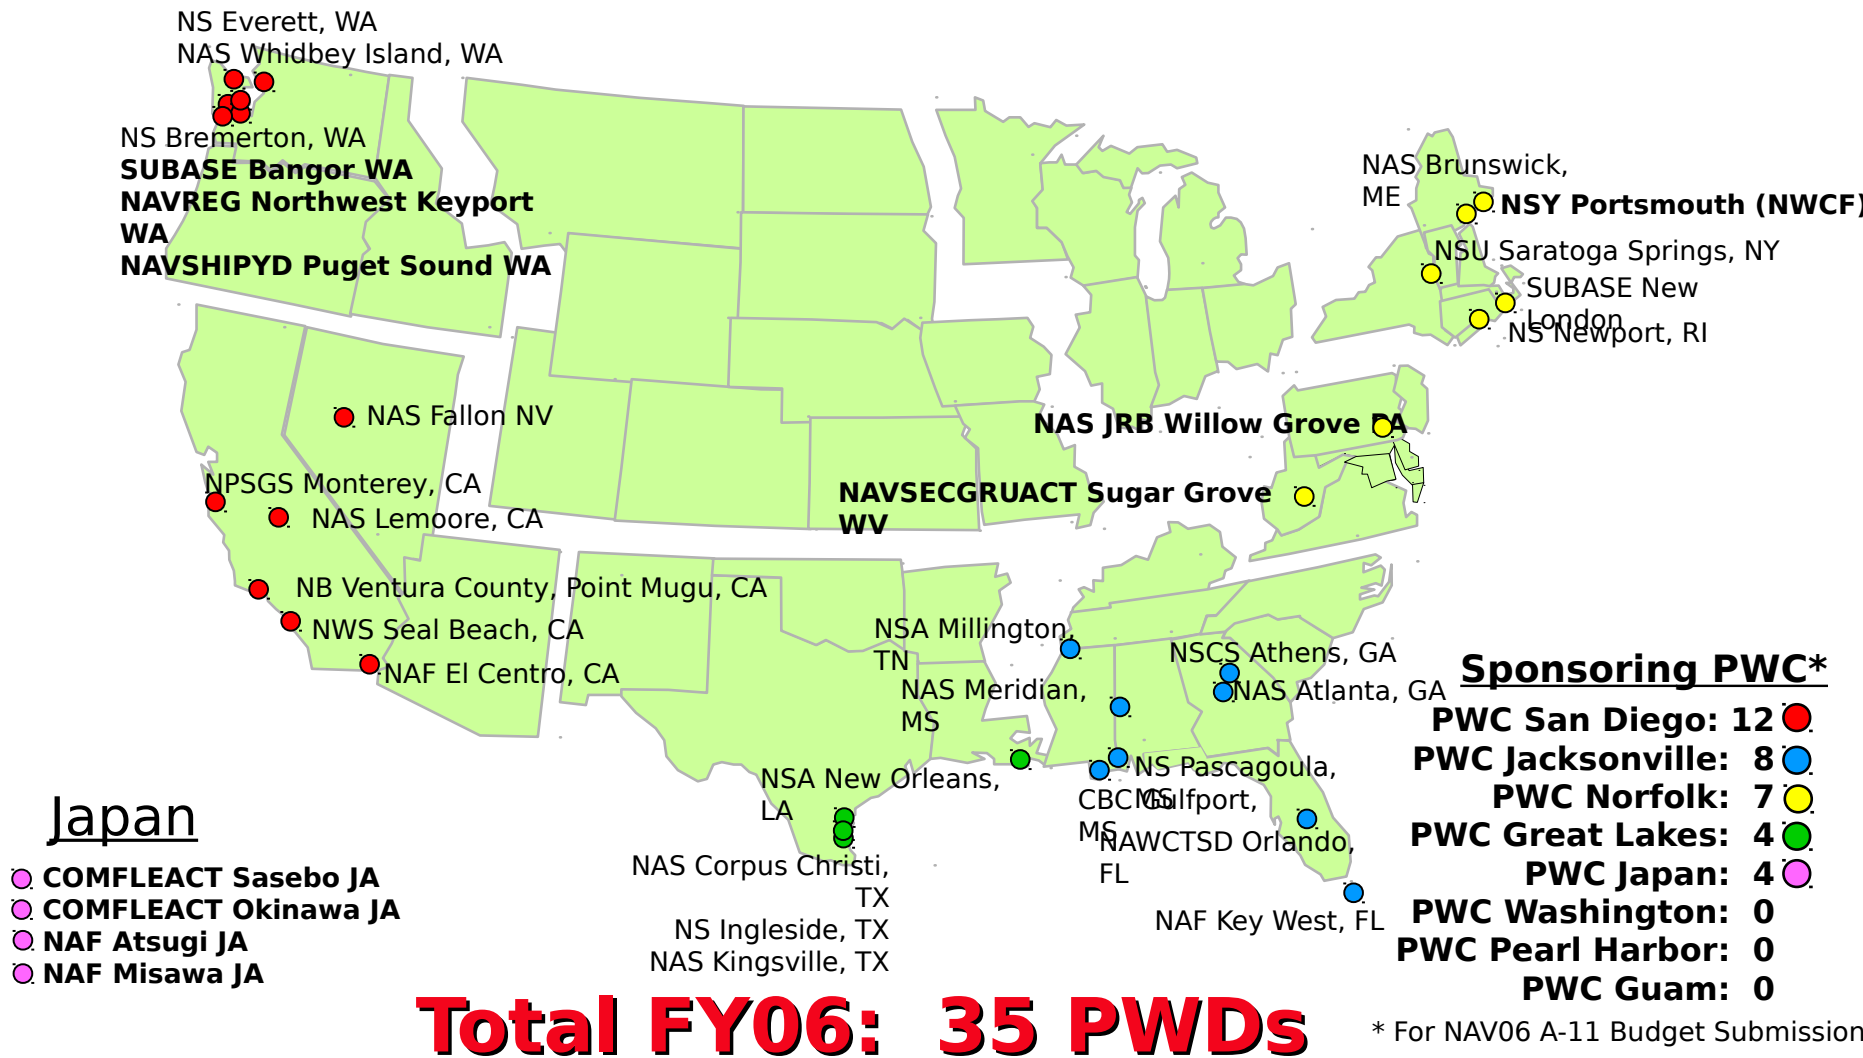 NS Everett, WA
NAS Whidbey Island, WA
NS Bremerton, WA
SUBASE Bangor WA
NAVREG Northwest Keyport
WA
NAVSHIPYD Puget Sound WA
NAS Brunswick,
ME
NSY Portsmouth (NWCF)
NSU Saratoga Springs, NY
SUBASE New
London
NS Newport, RI
NAS Fallon NV
NAS JRB Willow Grove PA
NPSGS Monterey, CA
NAS Lemoore, CA
NAVSECGRUACT Sugar Grove
WV
NB Ventura County, Point Mugu, CA
NWS Seal Beach, CA
NAF El Centro, CA
NSA Millington,
TN
NAS Meridian,
MS
NSCS Athens, GA
NAS Atlanta, GA
NSA New Orleans,
LA
NS Pascagoula,
MS
CBC Gulfport,
MS
NAWCTSD Orlando,
FL
NAF Key West, FL
NAS Corpus Christi,
TX
NS Ingleside, TX
NAS Kingsville, TX
Japan
COMFLEACT Sasebo JA
COMFLEACT Okinawa JA
NAF Atsugi JA
NAF Misawa JA
Sponsoring PWC*
PWC San Diego: 12
PWC Jacksonville: 8
PWC Norfolk: 7
PWC Great Lakes: 4
PWC Japan: 4
PWC Washington: 0
PWC Pearl Harbor: 0
PWC Guam: 0
Total FY06: 35 PWDs
* For NAV06 A-11 Budget Submission